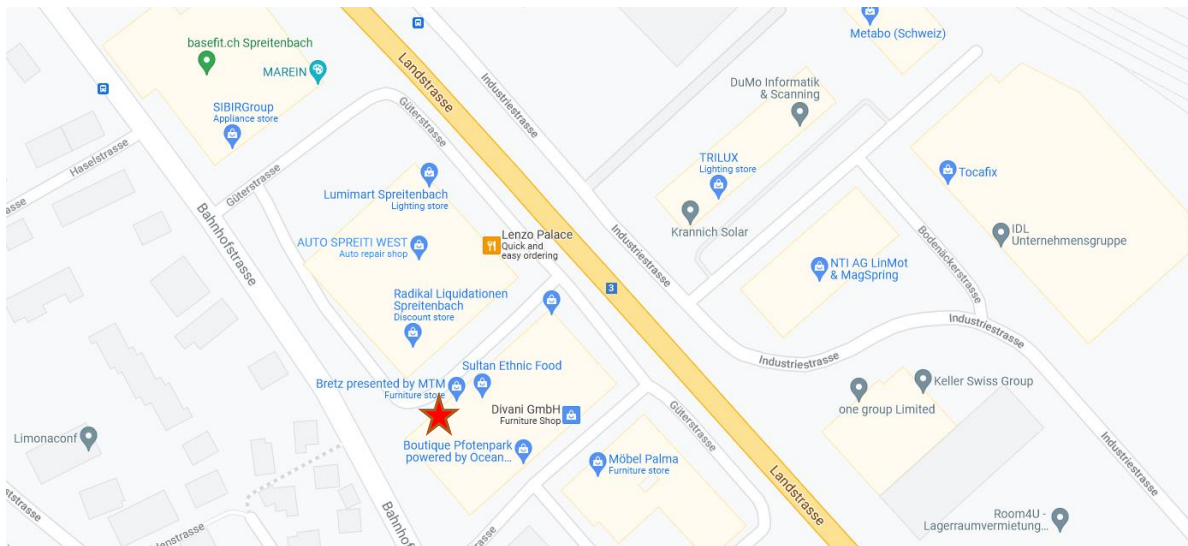 basefit.ch Spreitenbach
MAREIN
SIBIRGroup
Appliance store
Haselstrasse
asse
Güterstrasse
Güterstrasse
Landstrasse
Industriestrasse
Metabo (Schweiz)
DuMo Informatik
& Scanning
TRILUX
Lighting store
Krannich Solar
Tocafix
IDL
Unternehmensgruppe
Bahnhofstrasse
Lumimart Spreitenbach
Lighting store
AUTO SPREITI WEST
Auto repair shop
Lenzo Palace
Quick and
easy ordering
Industriestrasse
Bodenäckerstrasse
NTI AG LinMot
& MagSpring
3
Radikal Liquidationen
Spreitenbach
Discount store
Industriestrasse
Industriestrasse
Sultan Ethnic Food
Bretz presented by MTM
Furniture store
Divani GmbH
Furniture Shop
Keller Swiss Group
one group Limited
Güterstrasse
Limonaconf
Boutique Pfotenpark
powered by Ocean...
Möbel Palma
Furniture store
Industriestrasse
Landstrasse
Room4U -
Lagerraumvermietung...
tstrasse
denstrasse
Bahnhofstr